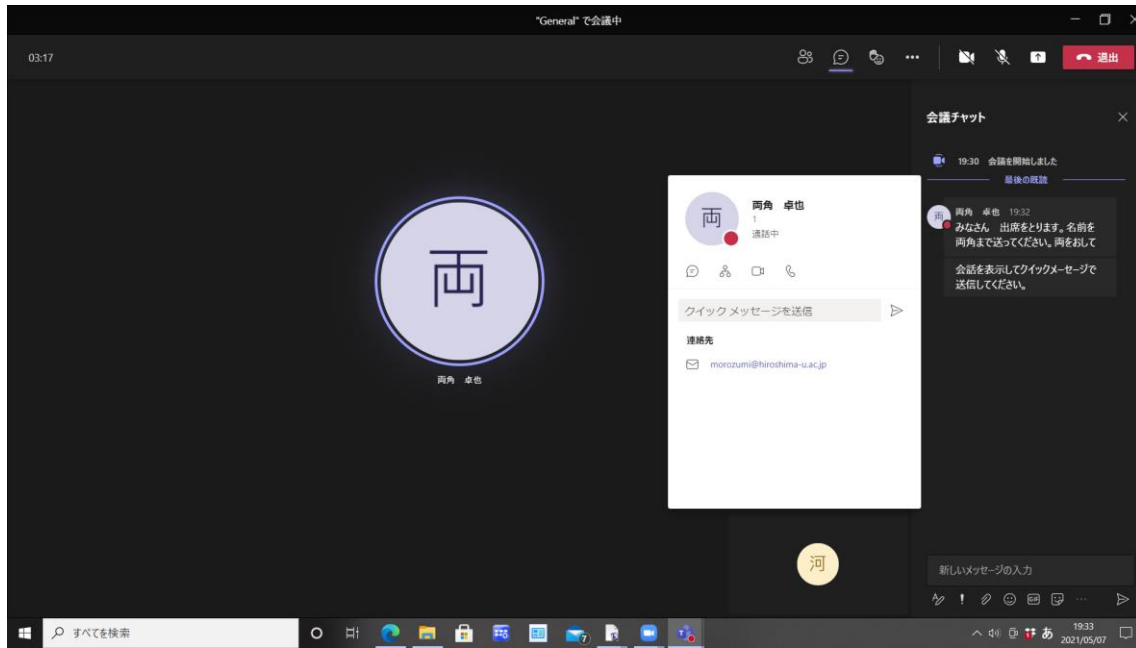 "General" で会議中
03:17
退出
会議チャット
19:30 会議を開始しました
最後の既読
両
両角 卓也 19:32
みなさん 出席をとります。名前を
両角まで送ってください。両をおして
会話を表示してクイックメーセージで
送信してください。
両
両角 卓也
両
両角 卓也
1
通話中
クイック メッセージを送信
連絡先
morozumi@hiroshima-u.ac.jp
河
新しいメッセージの入力
GIF
すべてを検索
7
あ
19:33
2021/05/07